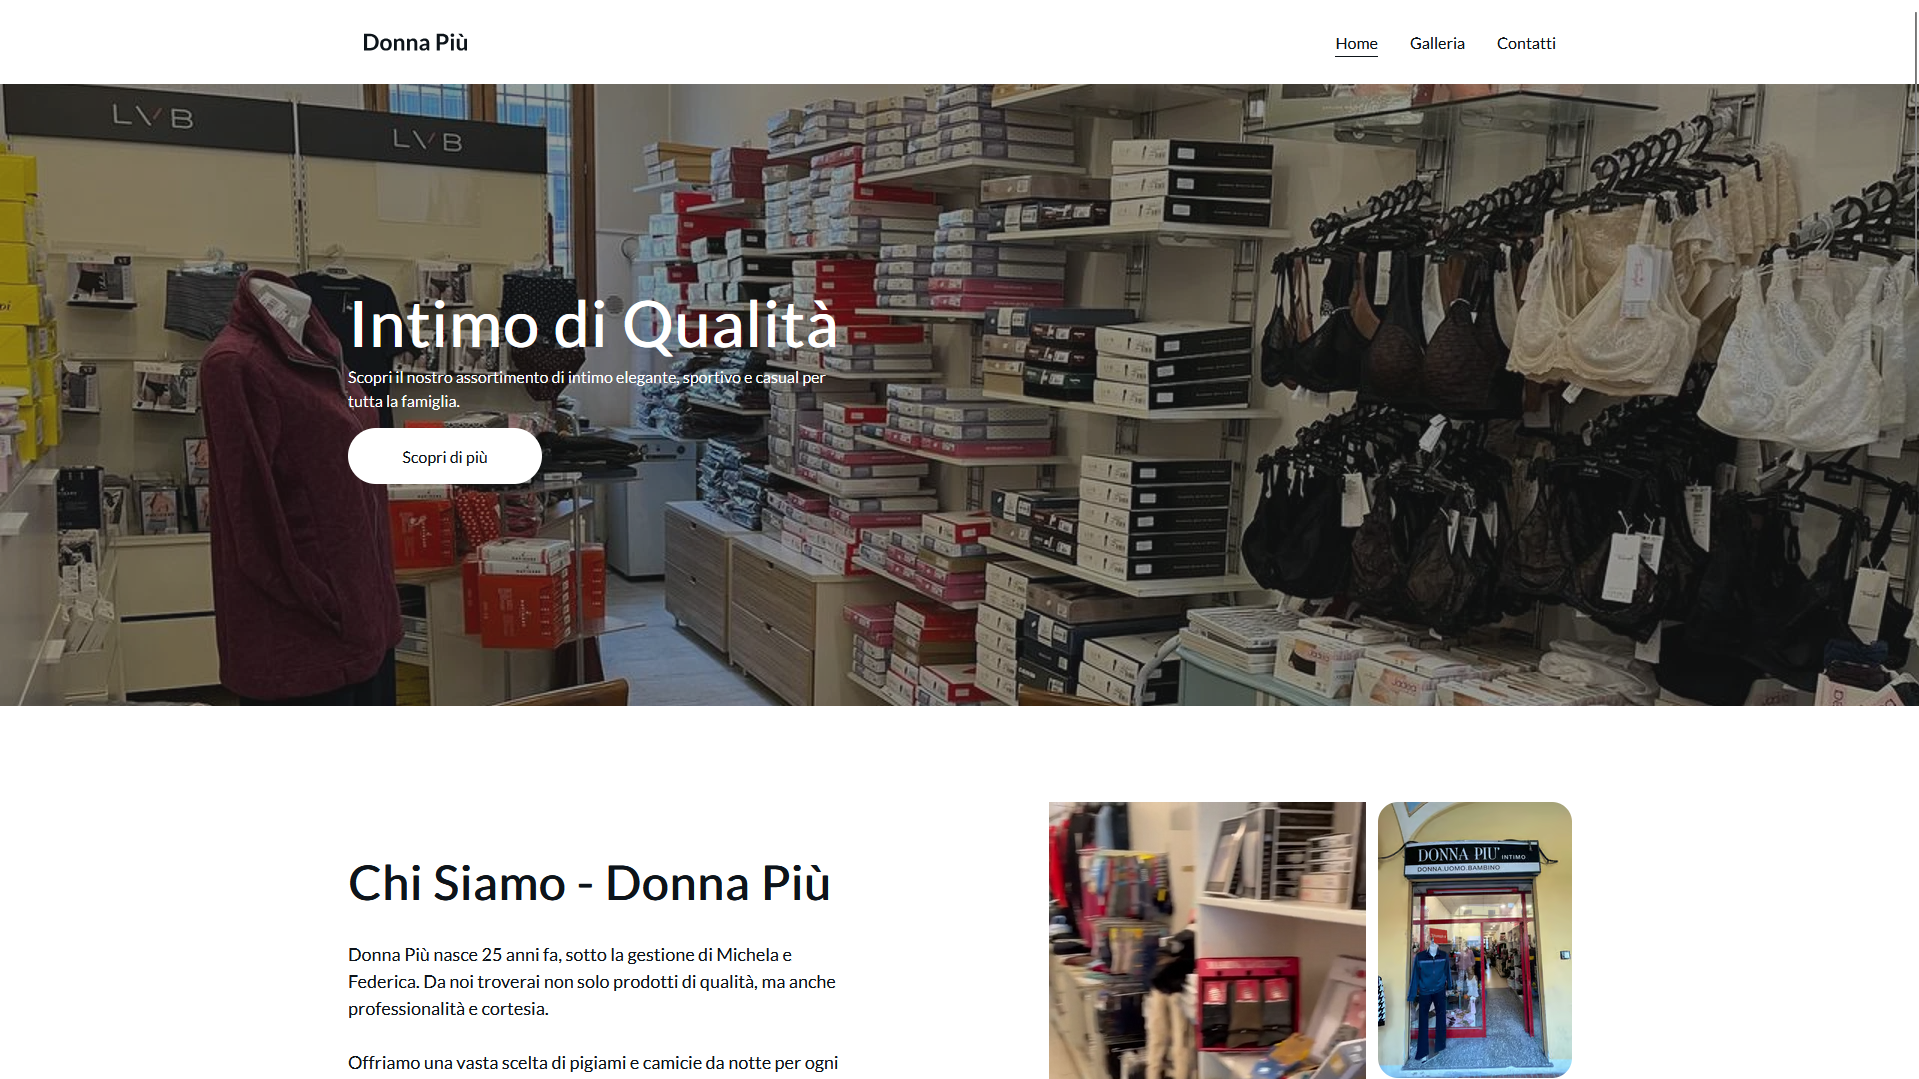 Donna Più
Home
Galleria
Contatti
LVB
LVB
Intimo di Qualità
Scopri il nostro assortimento di intimo elegante, sportivo e casual per
tutta la famiglia.
Scopri di più
Chi Siamo - Donna Più
Donna Più nasce 25 anni fa, sotto la gestione di Michela e
Federica. Da noi troverai non solo prodotti di qualità, ma anche
professionalità e cortesia.
Offriamo una vasta scelta di pigiami e camicie da notte per ogni
DONNA PIU' INTIMO
DONNA.UOMO.BAMBINO